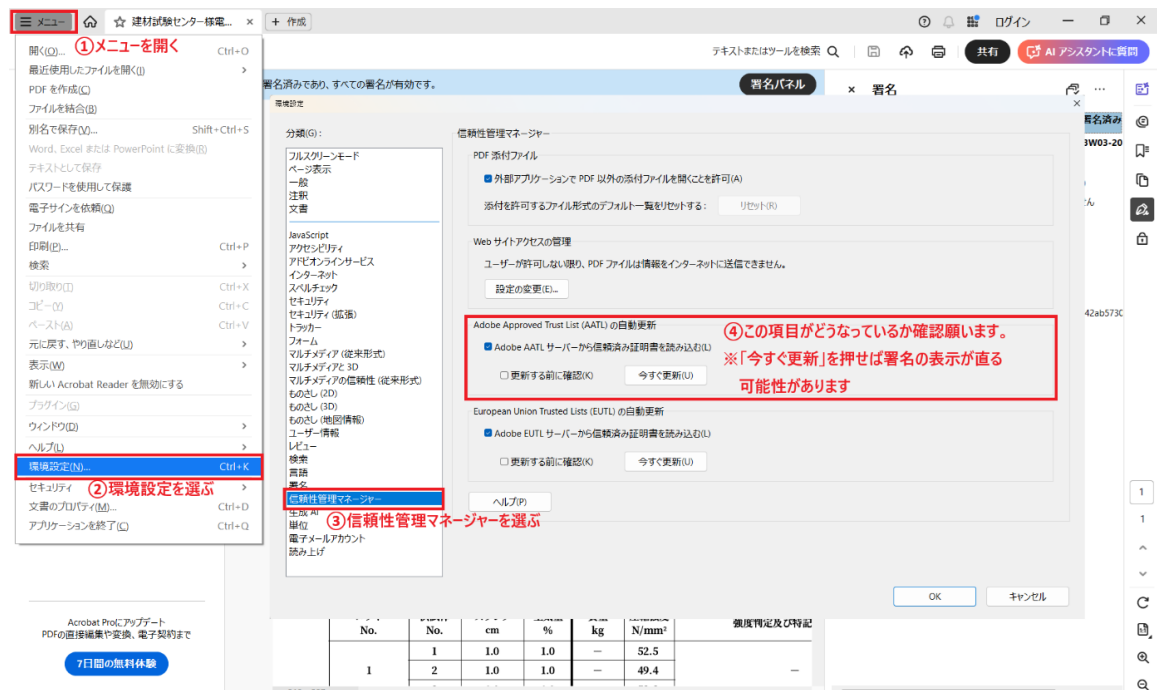 メニュー
建材試験センター様電... ×
+ 作成
ログイン
①メニューを開く
開く(O)... Ctrl+O
最近使用したファイルを開く(I)
PDF を作成(C)
ファイルを結合(B)
別名で保存(V)... Shift+Ctrl+S
Word、Excel または PowerPoint に変換(R)
テキストとして保存
パスワードを使用して保護
電子サインを依頼(Q)
ファイルを共有
印刷(P)... Ctrl+P
検索
切り取り(T) Ctrl+X
コピー(Y) Ctrl+C
ペースト(A) Ctrl+V
元に戻す、やり直しなど(U)
表示(W)
新しい Acrobat Reader を無効にする
プラグイン(G)
ウィンドウ(D)
ヘルプ(L)
環境設定(N)... Ctrl+K
セキュリティ
②環境設定を選ぶ
文書のプロパティ(M)... Ctrl+D
アプリケーションを終了(C) Ctrl+Q
Acrobat Proにアップデート
PDFの直接編集や変換、電子契約まで
7日間の無料体験
テキストまたはツールを検索
共有
AI アシスタントに質問
署名済みであり、すべての署名が有効です。
署名パネル
× 署名
署名済み
3W03-20
42ab573C
環境設定
分類(G):
フルスクリーンモード
ページ表示
一般
注釈
文書
JavaScript
アクセシビリティ
アドビオンラインサービス
インターネット
スペルチェック
セキュリティ
セキュリティ (拡張)
トラッカー
フォーム
マルチメディア (従来形式)
マルチメディアと 3D
マルチメディアの信頼性 (従来形式)
ものさし (2D)
ものさし (3D)
ものさし (地図情報)
ユーザー情報
レビュー
検索
言語
署名
信頼性管理マネージャー
生成 AI
単位
電子メールアカウント
読み上げ
③信頼性管理マネージャーを選ぶ
信頼性管理マネージャー
PDF 添付ファイル
外部アプリケーションで PDF 以外の添付ファイルを開くことを許可(A)
添付を許可するファイル形式のデフォルト一覧をリセットする: リセット(R)
Web サイトアクセスの管理
ユーザーが許可しない限り、PDF ファイルは情報をインターネットに送信できません。
設定の変更(E)...
Adobe Approved Trust List (AATL) の自動更新
Adobe AATL サーバーから信頼済み証明書を読み込む(L)
更新する前に確認(K) 今すぐ更新(U)
④この項目がどうなっているか確認願います。
※「今すぐ更新」を押せば署名の表示が直る
可能性があります
European Union Trusted Lists (EUTL) の自動更新
Adobe EUTL サーバーから信頼済み証明書を読み込む(L)
更新する前に確認(K) 今すぐ更新(U)
ヘルプ(P)
OK キャンセル
No. No. cm % kg N/mm² 強度判定及び特記
1 1.0 1.0 — 52.5
1 2 1.0 1.0 — 49.4 —
1
1